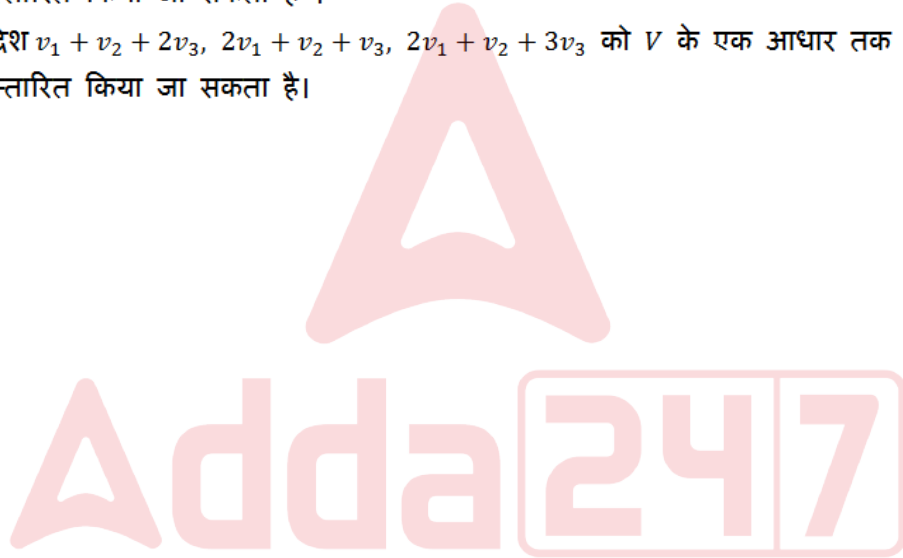 𝑣₁ + 𝑣₂ + 2𝑣₃, 2𝑣₁ + 𝑣₂ + 𝑣₃, 2𝑣₁ + 𝑣₂ + 3𝑣₃ को 𝑉 के एक आधार तक
किया जा सकता है।
Adda247